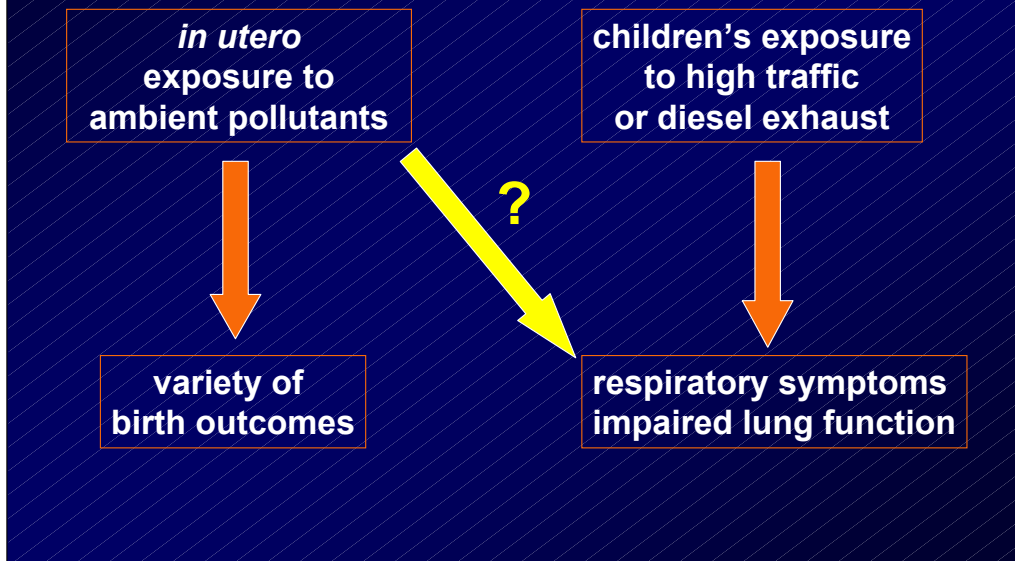 in utero
exposure to
ambient pollutants
children’s exposure
to high traffic
or diesel exhaust
?
variety of
birth outcomes
respiratory symptoms
impaired lung function